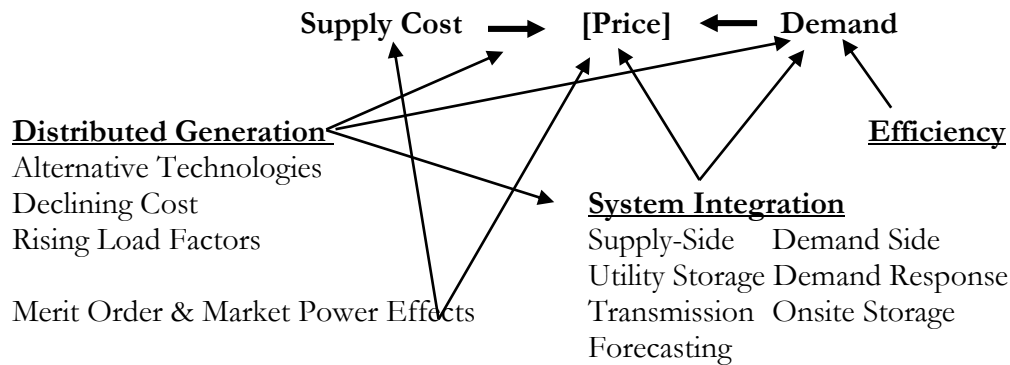 Supply Cost [Price] Demand
Distributed Generation Efficiency
Alternative Technologies
Declining Cost System Integration
Rising Load Factors Supply-Side Demand Side
Utility Storage Demand Response
Merit Order & Market Power Effects Transmission Onsite Storage
Forecasting